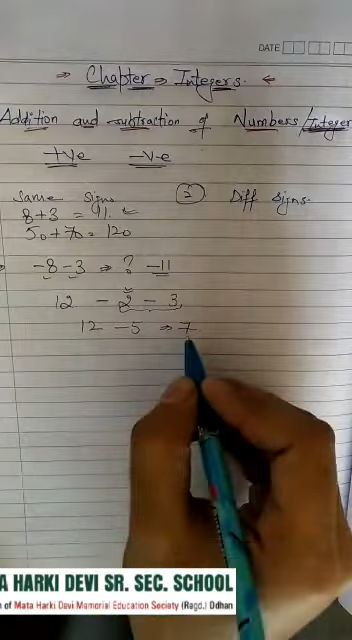 DATE
⇒ Chapter ⇒ Integers. ⇐
Addition and subtraction of Numbers/Integer
+ve -ve
Same Signs
8+3 = 11.
50+70 = 120
-8-3 ⇒ ? -11
12 - 2 - 3
12 -5 ⇒ 7
② Diff signs.
A HARKI DEVI SR. SEC. SCHOOL
n of Mata Harki Devi Memorial Education Society (Regd.) Odhan